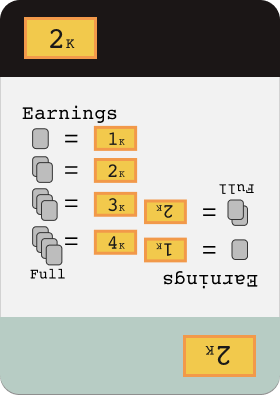 2K
Earnings
= 1K
= 2K
= 3K
= 4K
Full
Earnings
= 1K
= 2K
Full
2K